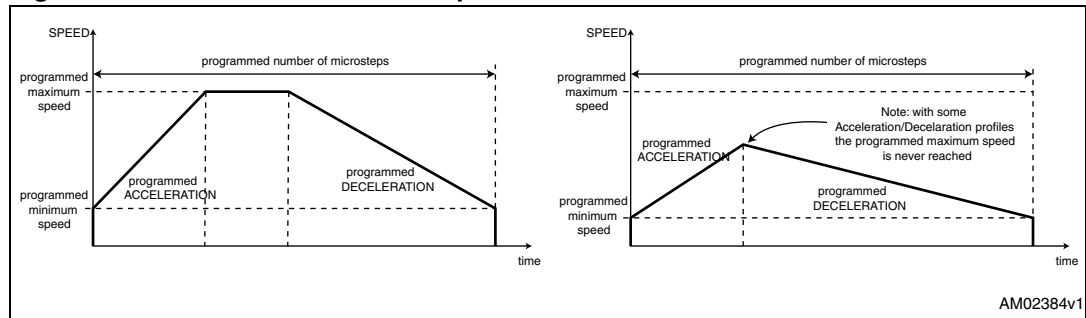 SPEED
programmed number of microsteps
programmed
maximum
speed
programmed
ACCELERATION
programmed
DECELERATION
programmed
minimum
speed
time
SPEED
programmed number of microsteps
programmed
maximum
speed
Note: with some
Acceleration/Decelaration profiles
the programmed maximum speed
is never reached
programmed
ACCELERATION
programmed
DECELERATION
programmed
minimum
speed
time
AM02384v1